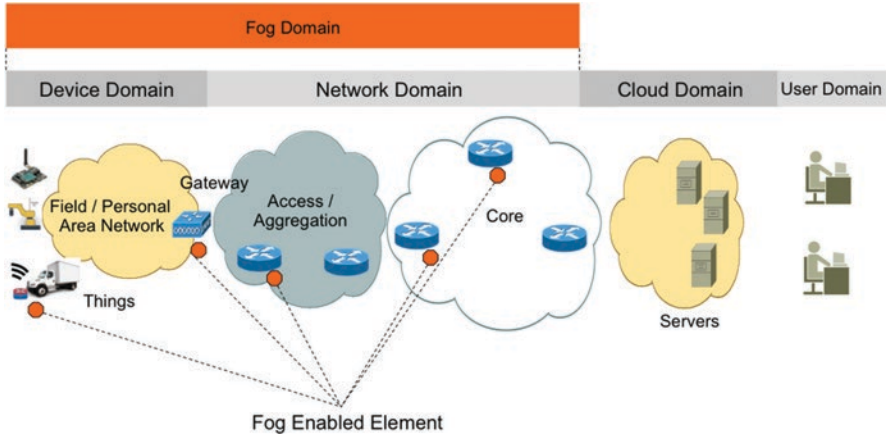 Fog Domain
Device Domain
Network Domain
Cloud Domain
User Domain
Gateway
Field / Personal
Area Network
Access /
Aggregation
Core
Things
Servers
Fog Enabled Element